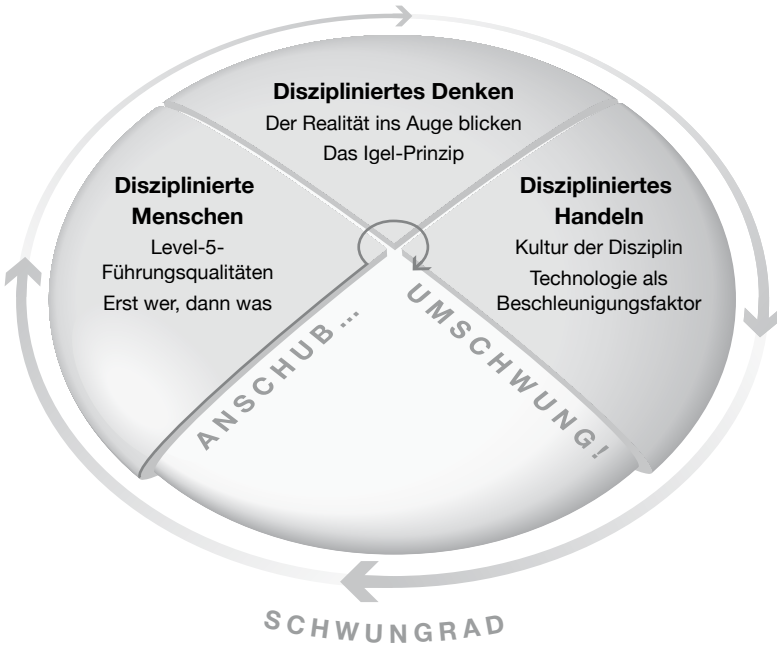 Diszipliniertes Denken
Der Realität ins Auge blicken
Das Igel-Prinzip
Disziplinierte
Menschen
Level-5-
Führungsqualitäten
Erst wer, dann was
Diszipliniertes
Handeln
Kultur der Disziplin
Technologie als
Beschleunigungsfaktor
ANSCHUB...
UMSCHWUNG!
SCHWUNGRAD